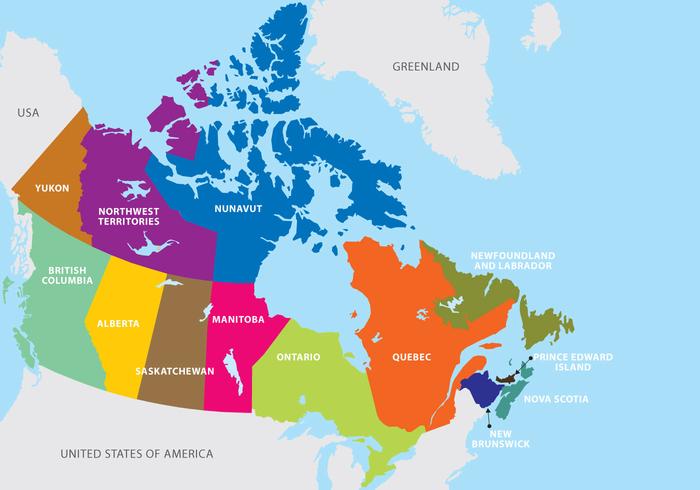 GREENLAND
USA
YUKON
NORTHWEST
TERRITORIES
NUNAVUT
BRITISH
COLUMBIA
ALBERTA
SASKATCHEWAN
MANITOBA
ONTARIO
QUEBEC
NEWFOUNDLAND
AND LABRADOR
PRINCE EDWARD
ISLAND
NOVA SCOTIA
NEW
BRUNSWICK
UNITED STATES OF AMERICA